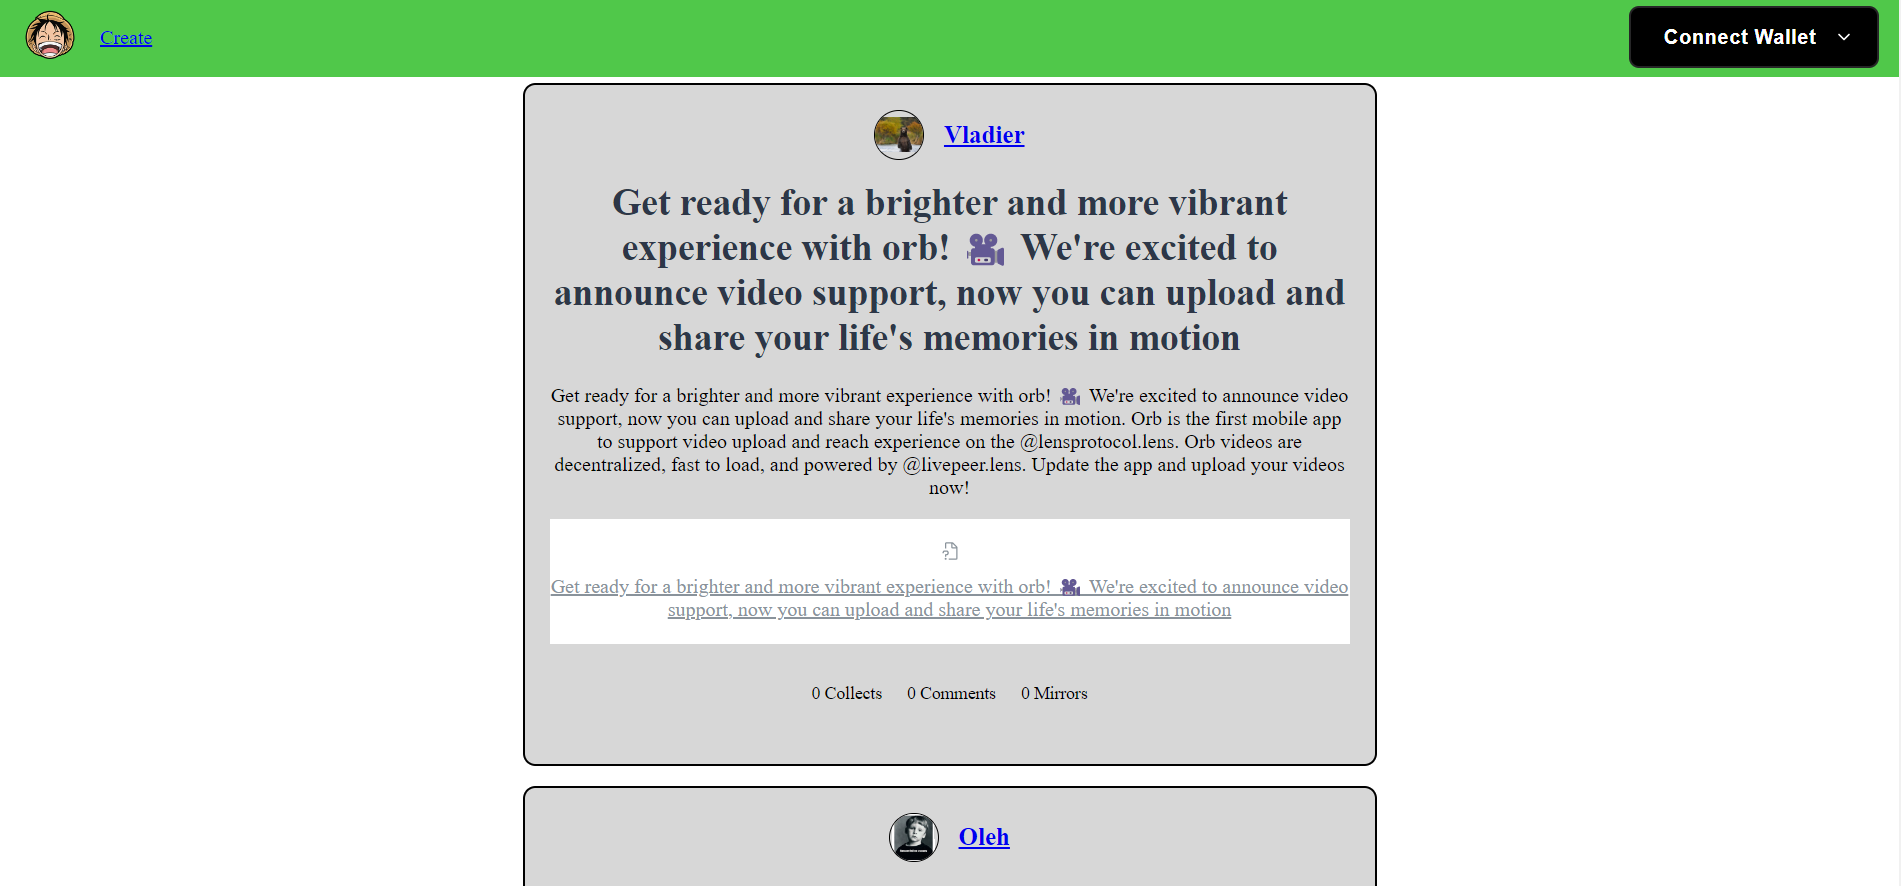 Create
Connect Wallet
Vladier
Get ready for a brighter and more vibrant
experience with orb! 🎥 We're excited to
announce video support, now you can upload and
share your life's memories in motion
Get ready for a brighter and more vibrant experience with orb! 🎥 We're excited to announce video
support, now you can upload and share your life's memories in motion. Orb is the first mobile app
to support video upload and reach experience on the @lensprotocol.lens. Orb videos are
decentralized, fast to load, and powered by @livepeer.lens. Update the app and upload your videos
now!
Get ready for a brighter and more vibrant experience with orb! 🎥 We're excited to announce video
support, now you can upload and share your life's memories in motion
0 Collects 0 Comments 0 Mirrors
Oleh